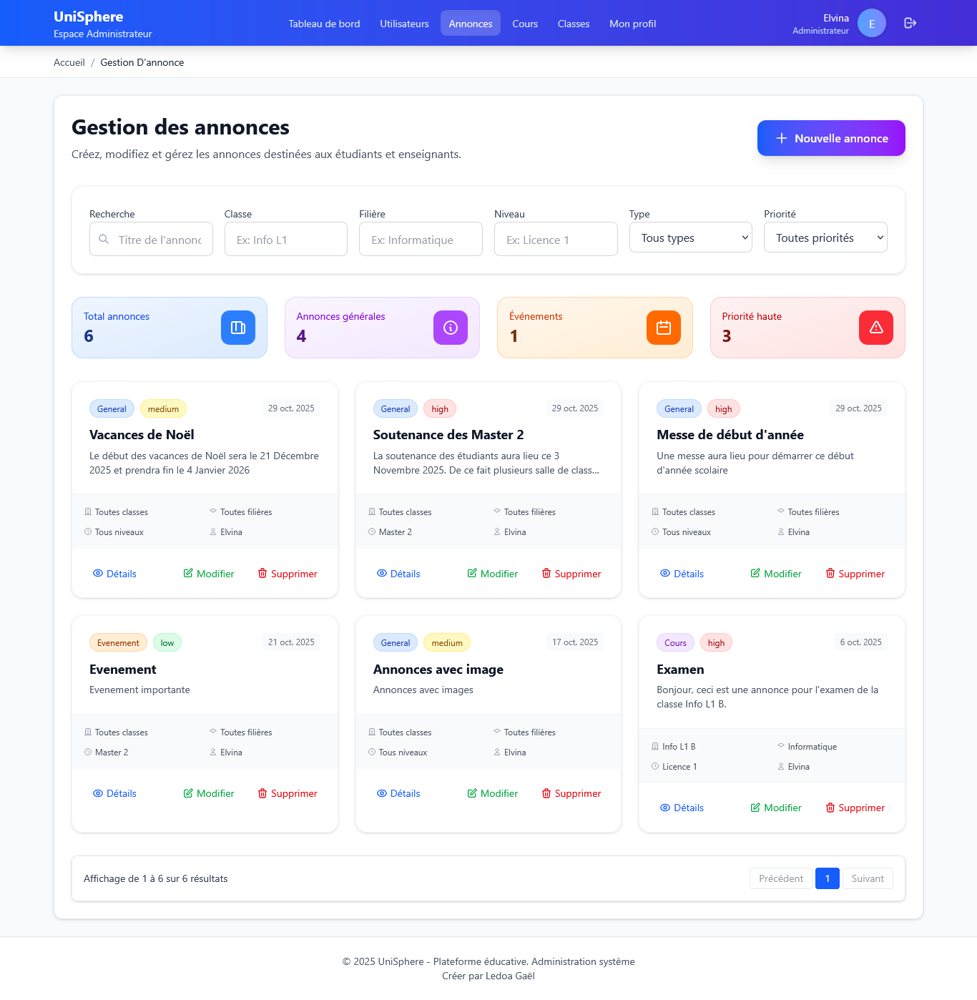 UniSphere
Espace Administrateur
Tableau de bord
Utilisateurs
Annonces
Cours
Classes
Mon profil
Elvina
Administrateur
E
Accueil / Gestion D'annonce
Gestion des annonces
Créez, modifiez et gérez les annonces destinées aux étudiants et enseignants.
Nouvelle annonce
Recherche
Classe
Filière
Niveau
Type
Priorité
Titre de l'annonc
Ex: Info L1
Ex: Informatique
Ex: Licence 1
Tous types
Toutes priorités
Total annonces
6
Annonces générales
4
Événements
1
Priorité haute
3
General
medium
29 oct. 2025
Vacances de Noël
Le début des vacances de Noël sera le 21 Décembre
2025 et prendra fin le 4 Janvier 2026
Toutes classes
Toutes filières
Tous niveaux
Elvina
Détails
Modifier
Supprimer
General
high
29 oct. 2025
Soutenance des Master 2
La soutenance des étudiants aura lieu ce 3
Novembre 2025. De ce fait plusieurs salle de class...
Toutes classes
Toutes filières
Master 2
Elvina
Détails
Modifier
Supprimer
General
high
29 oct. 2025
Messe de début d'année
Une messe aura lieu pour démarrer ce début
d'année scolaire
Toutes classes
Toutes filières
Tous niveaux
Elvina
Détails
Modifier
Supprimer
Evenement
low
21 oct. 2025
Evenement
Evenement importante
Toutes classes
Toutes filières
Master 2
Elvina
Détails
Modifier
Supprimer
General
medium
17 oct. 2025
Annonces avec image
Annonces avec images
Toutes classes
Toutes filières
Tous niveaux
Elvina
Détails
Modifier
Supprimer
Cours
high
6 oct. 2025
Examen
Bonjour, ceci est une annonce pour l'examen de la
classe Info L1 B.
Info L1 B
Informatique
Licence 1
Elvina
Détails
Modifier
Supprimer
Affichage de 1 à 6 sur 6 résultats
Précédent
1
Suivant
© 2025 UniSphere - Plateforme éducative. Administration système
Créer par Ledoa Gaël